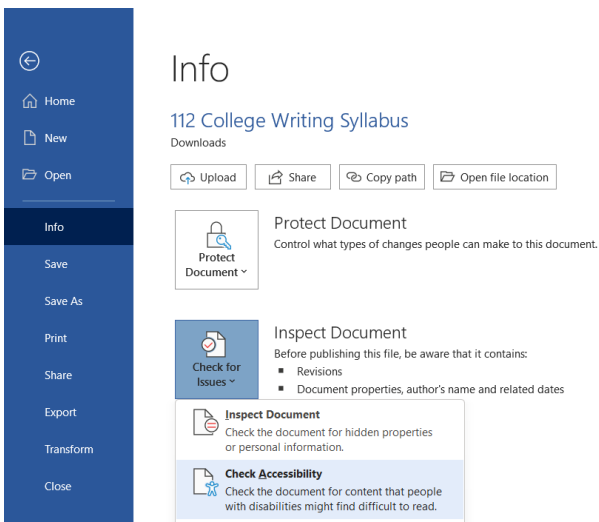 Info
Home
New
Open
Info
Save
Save As
Print
Share
Export
Transform
Close
112 College Writing Syllabus
Downloads
Upload
Share
Copy path
Open file location
Protect
Document
Protect Document
Control what types of changes people can make to this document.
Check for
Issues
Inspect Document
Before publishing this file, be aware that it contains:
Revisions
Document properties, author's name and related dates
Inspect Document
Check the document for hidden properties
or personal information.
Check Accessibility
Check the document for content that people
with disabilities might find difficult to read.